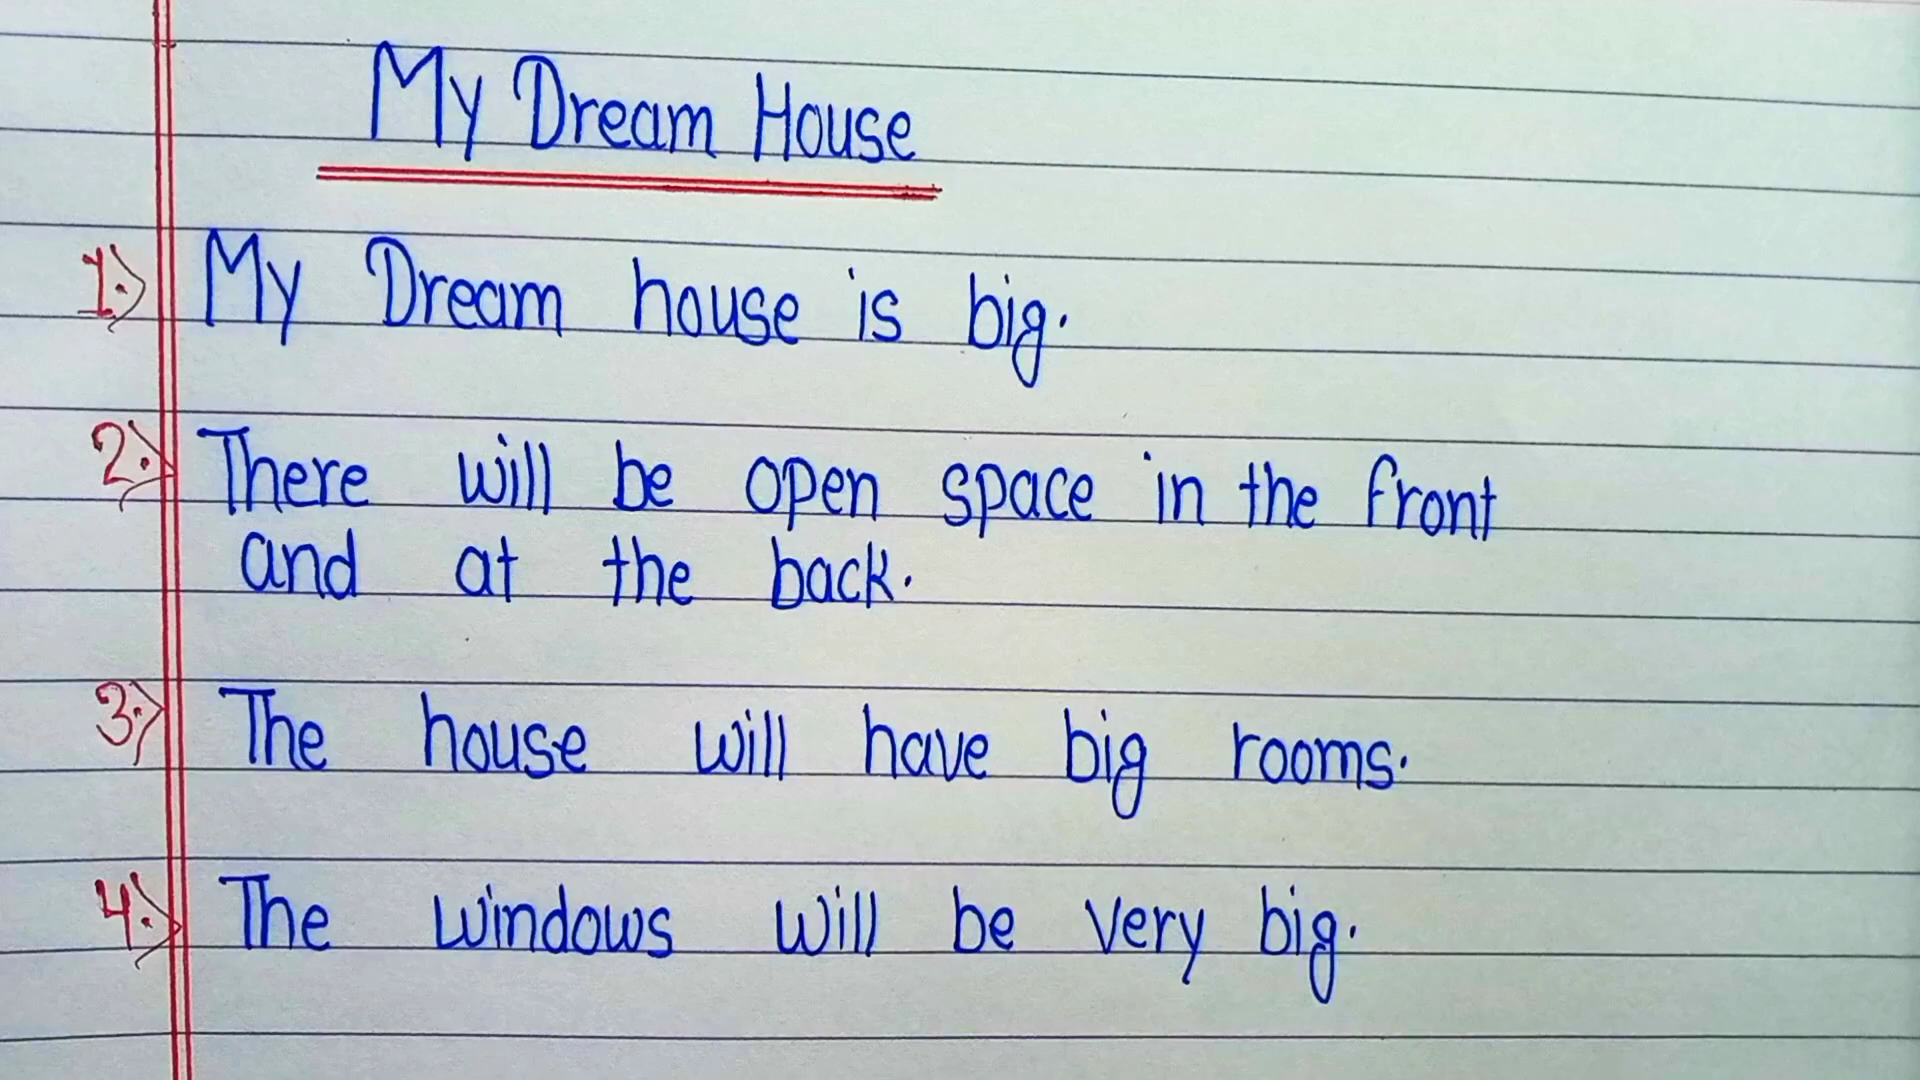 My Dream House
1.) My Dream house is big.
2.) There will be open space in the front
and at the back.
3.) The house will have big rooms.
4.) The windows will be very big.